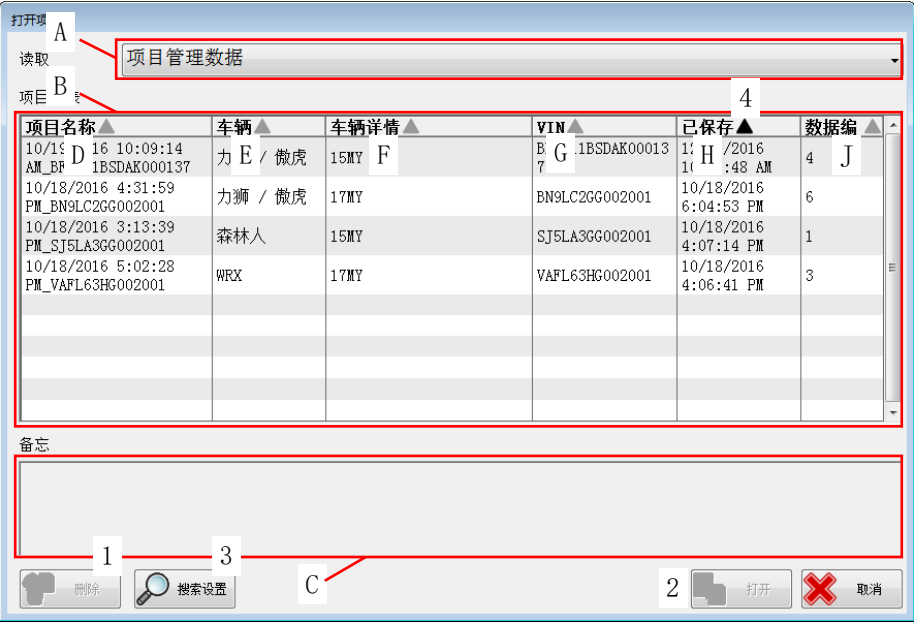 打开项
A
读取
项目管理数据
项目
B
4
项目名称 车辆 车辆详情 VIN 已保存 数据编
D E F G H J
10/19 16 10:09:14 15MY .1BSDAK00013 /2016 4
AM_BF 1BSDAK000137 / 傲虎 7 :48 AM
10/18/2016 4:31:59 力狮 / 傲虎 17MY BN9LC2GG002001 10/18/2016 6
PM_BN9LC2GG002001 6:04:53 PM
10/18/2016 3:13:39 森林人 15MY SJ5LA3GG002001 10/18/2016 1
PM_SJ5LA3GG002001 4:07:14 PM
10/18/2016 5:02:28 WRX 17MY VAFL63HG002001 10/18/2016 3
PM_VAFL63HG002001 4:06:41 PM
备忘
1 3 C 2
删除 搜索设置 打开 取消